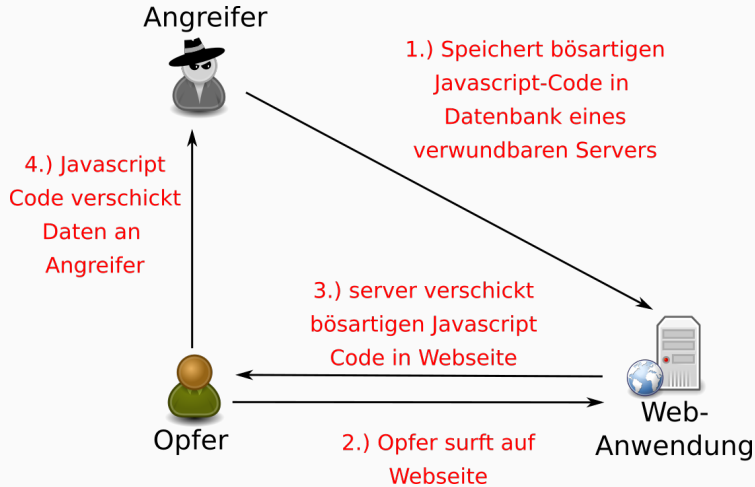 Angreifer
1.) Speichert bösartigen
Javascript-Code in
Datenbank eines
verwundbaren Servers
4.) Javascript
Code verschickt
Daten an
Angreifer
3.) server verschickt
bösartigen Javascript
Code in Webseite
Opfer
2.) Opfer surft auf
Webseite
Web-
Anwendung